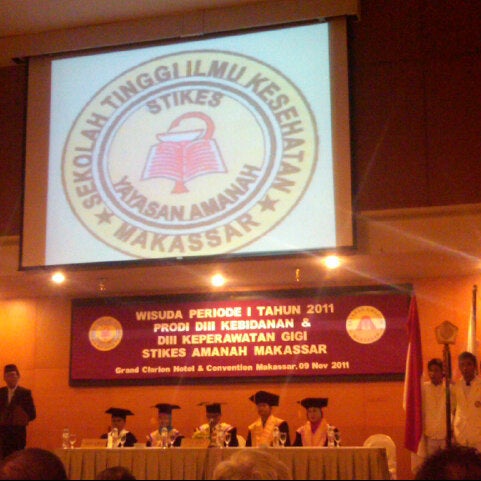 SEKOLAH TINGGI ILMU KESEHATAN
STIKES
YAYASAN AMANAH
MAKASSAR
WISUDA PERIODE I TAHUN 2011
PRODI DIII KEBIDANAN &
DIII KEPERAWATAN GIGI
STIKES AMANAH MAKASSAR
Grand Clarion Hotel & Convention Makassar, 09 Nov 2011